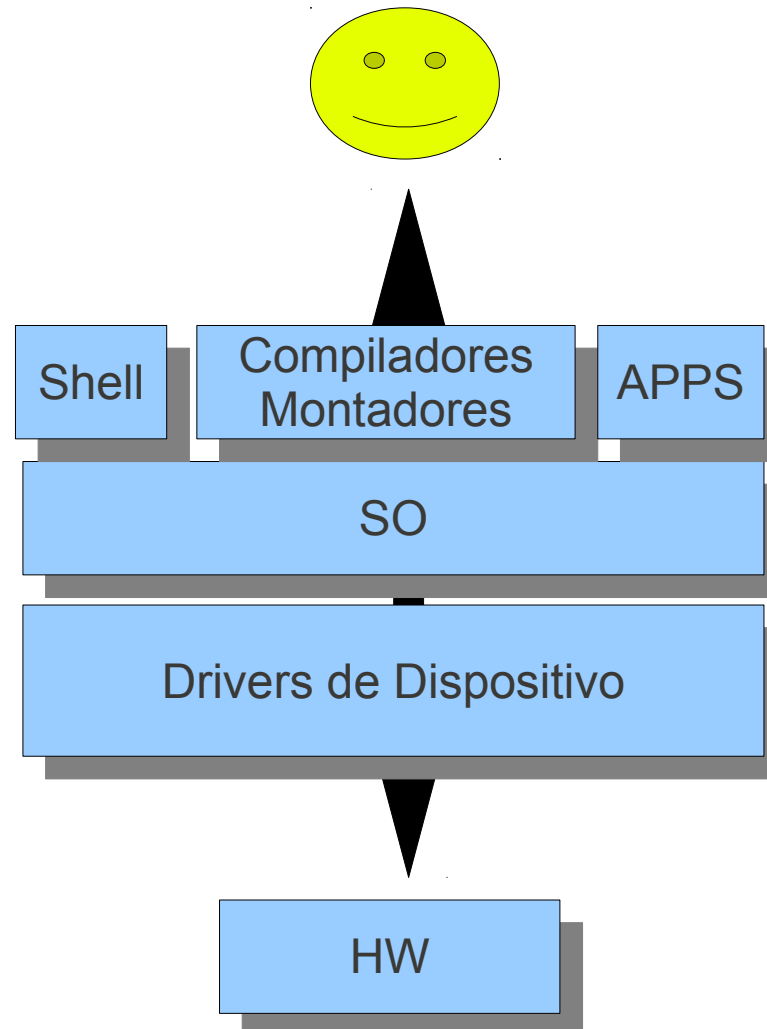 Shell
Compiladores
Montadores
APPS
SO
Drivers de Dispositivo
HW